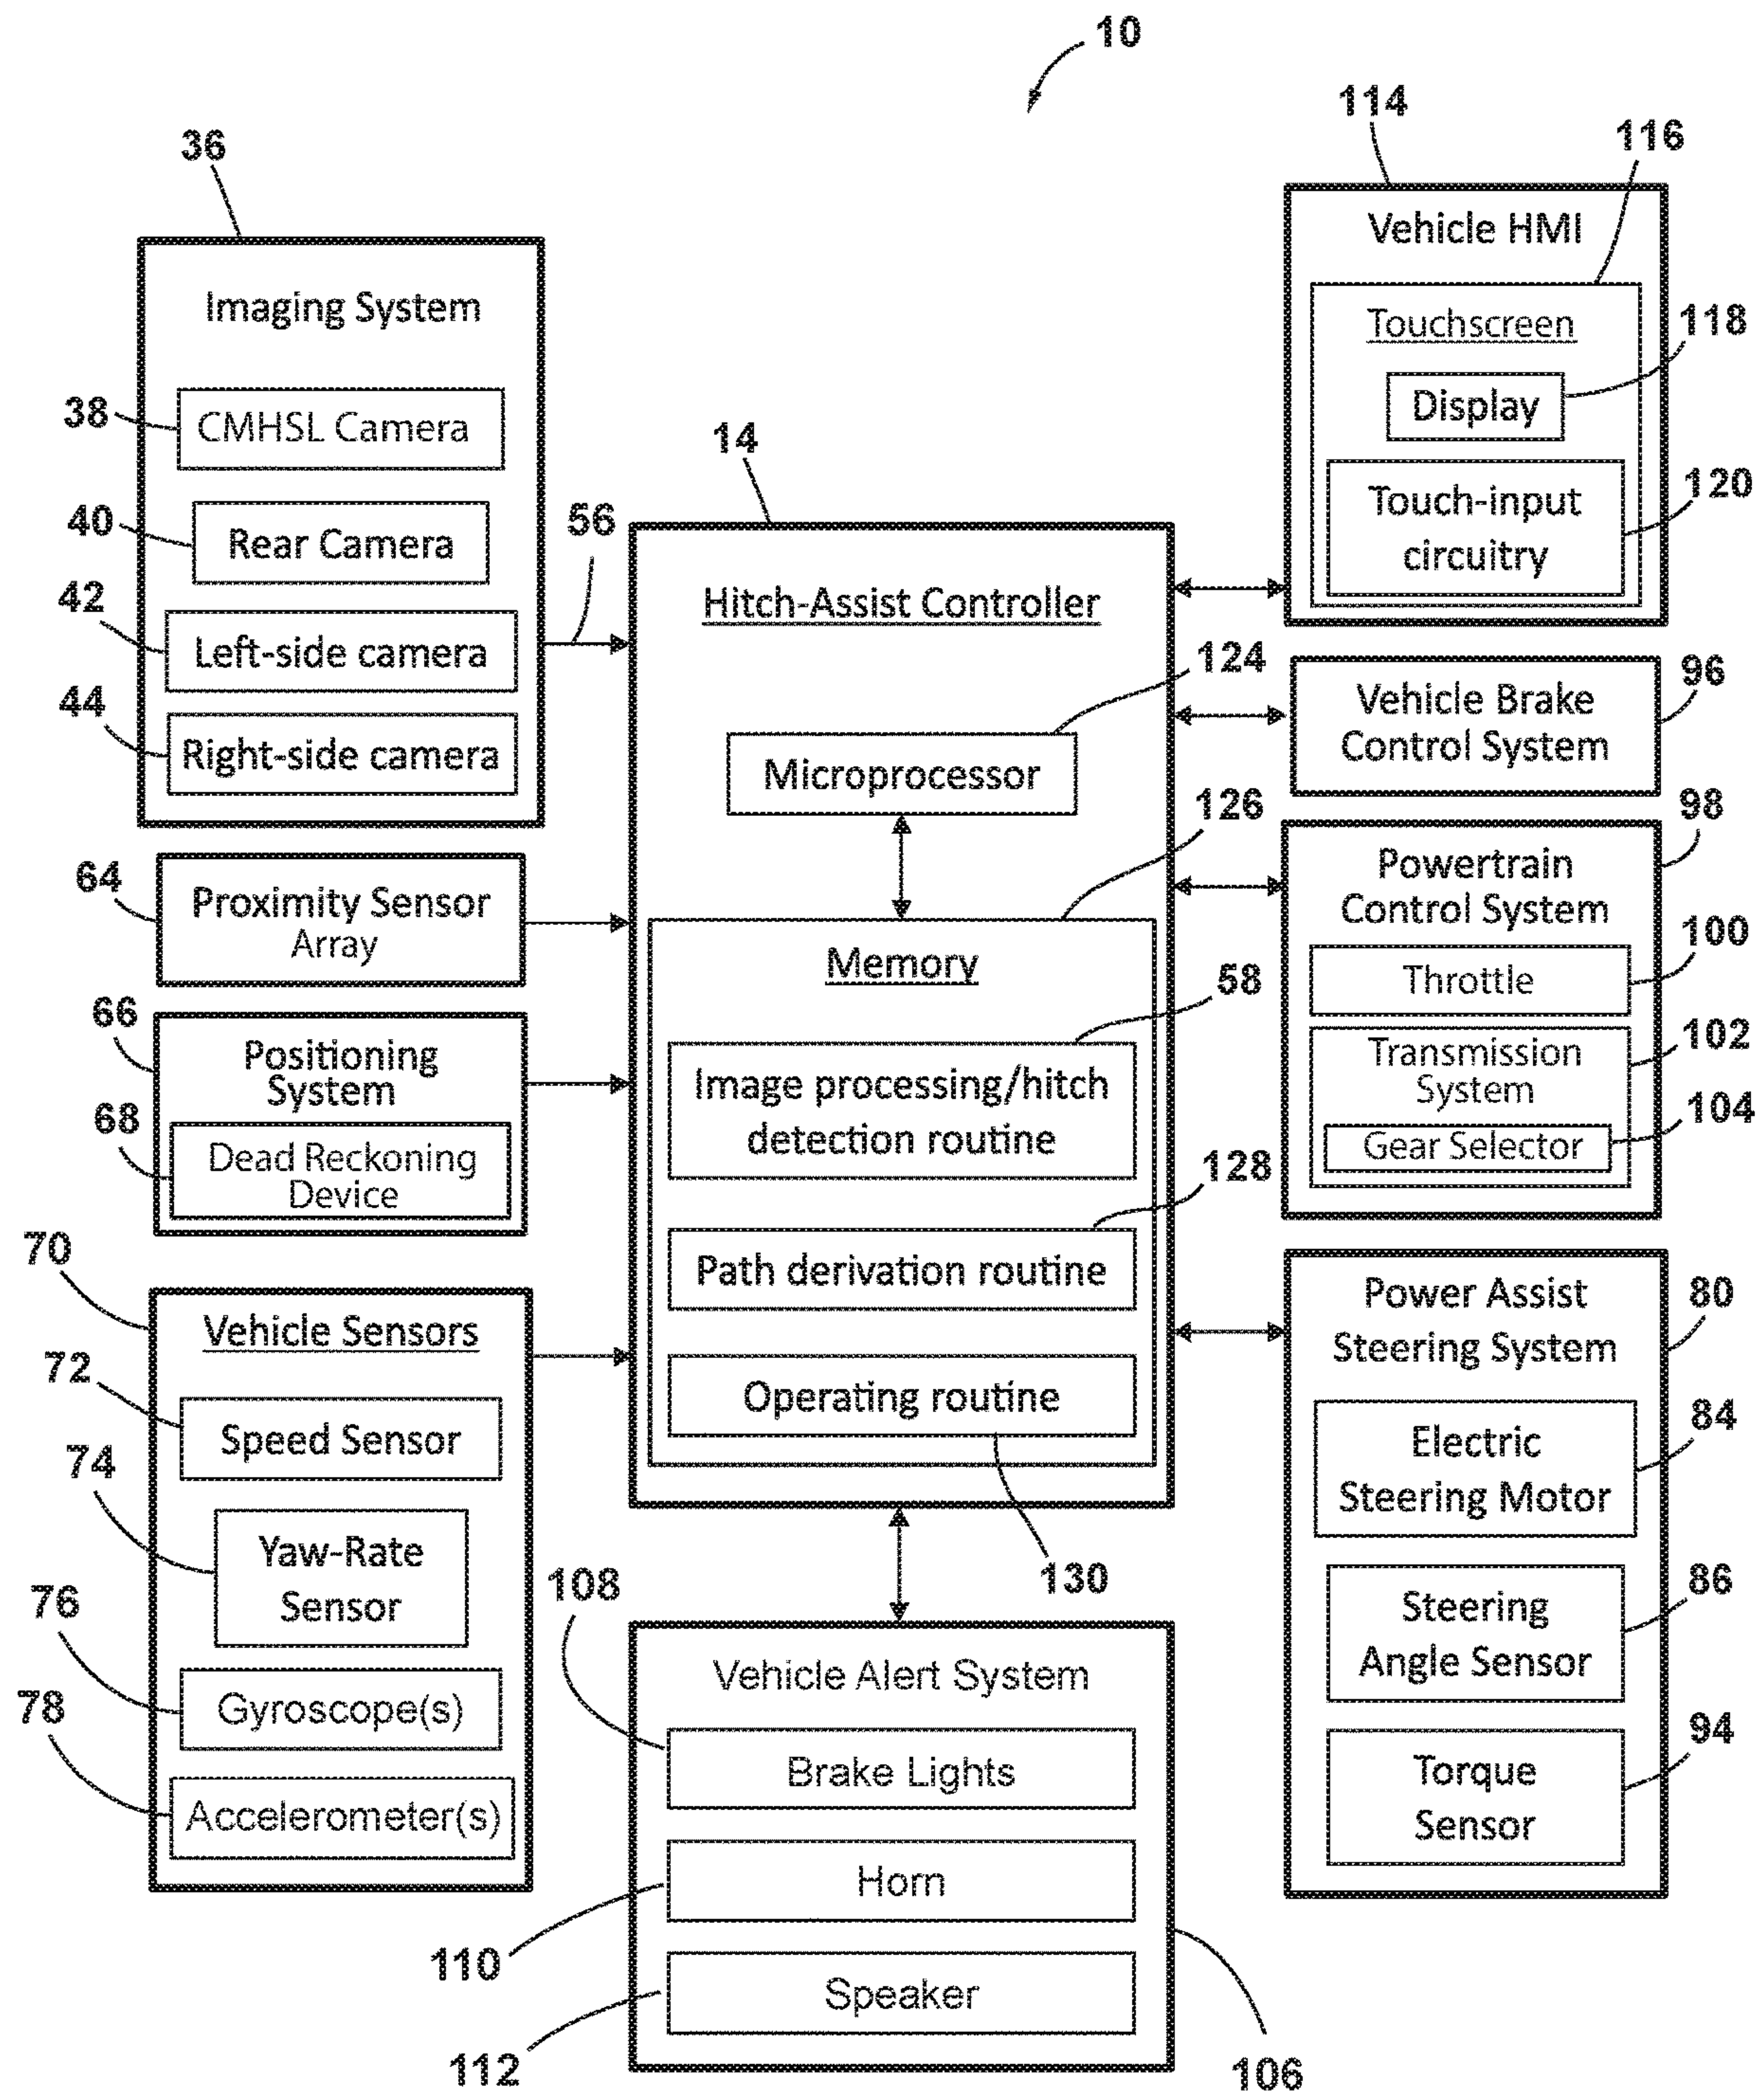 10
36
Imaging System
38
CMHSL Camera
40
Rear Camera
42
Left-side camera
44
Right-side camera
56
64
Proximity Sensor
Array
66
Positioning
System
68
Dead Reckoning
Device
70
Vehicle Sensors
72
Speed Sensor
74
Yaw-Rate
Sensor
76
Gyroscope(s)
78
Accelerometer(s)
14
Hitch-Assist Controller
124
Microprocessor
126
Memory
58
Image processing/hitch
detection routine
128
Path derivation routine
Operating routine
130
108
Vehicle Alert System
Brake Lights
Horn
110
Speaker
112
106
114
116
Vehicle HMI
Touchscreen
118
Display
120
Touch-input
circuitry
96
Vehicle Brake
Control System
98
Powertrain
Control System
100
Throttle
102
Transmission
System
104
Gear Selector
80
Power Assist
Steering System
84
Electric
Steering Motor
86
Steering
Angle Sensor
94
Torque
Sensor